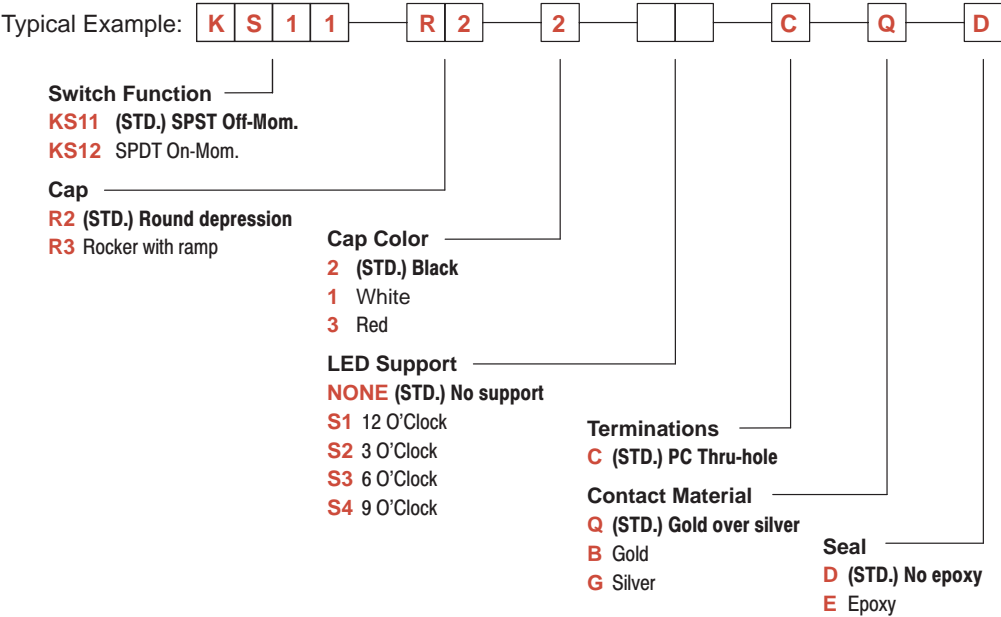 Typical Example: K S 1 1 R 2 2 C Q D
Switch Function
KS11 (STD.) SPST Off-Mom.
KS12 SPDT On-Mom.
Cap
R2 (STD.) Round depression
R3 Rocker with ramp
Cap Color
2 (STD.) Black
1 White
3 Red
LED Support
NONE (STD.) No support
S1 12 O'Clock
S2 3 O'Clock
S3 6 O'Clock
S4 9 O'Clock
Terminations
C (STD.) PC Thru-hole
Contact Material
Q (STD.) Gold over silver
B Gold
G Silver
Seal
D (STD.) No epoxy
E Epoxy